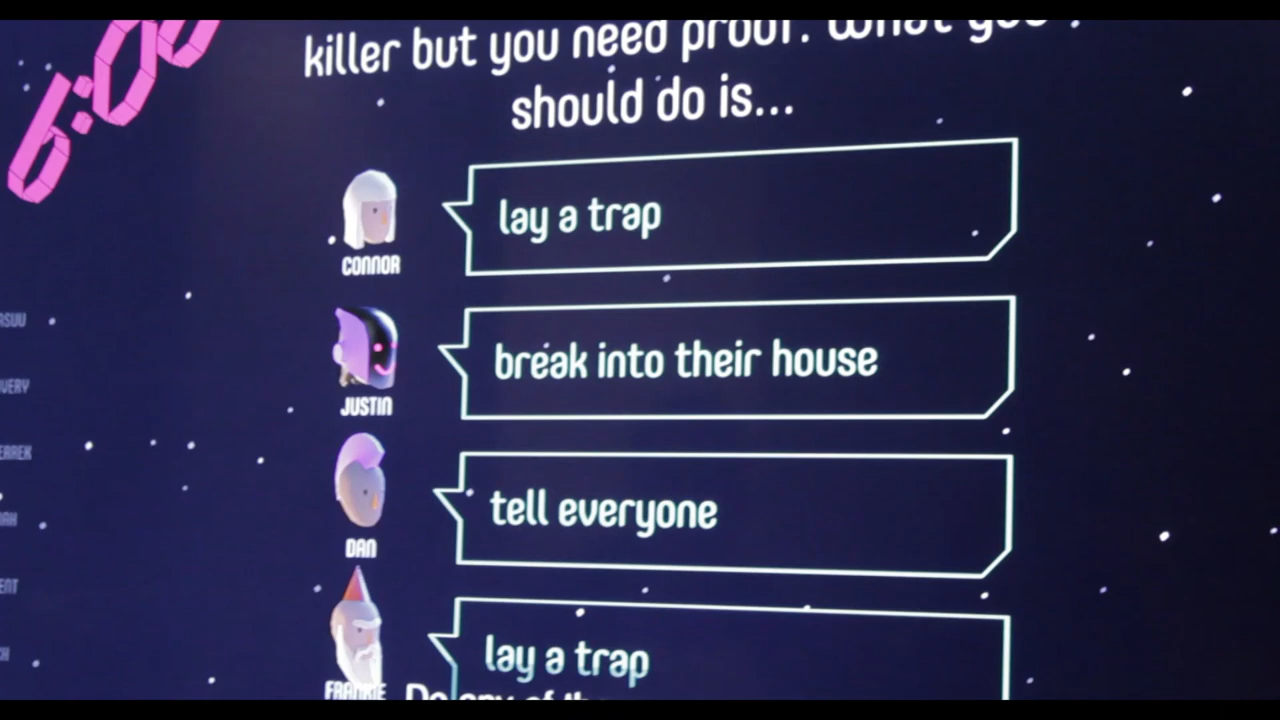 killer but you need proof. What you
should do is...
lay a trap
CONNOR
break into their house
JUSTIN
tell everyone
DAN
lay a trap
FRANKIE